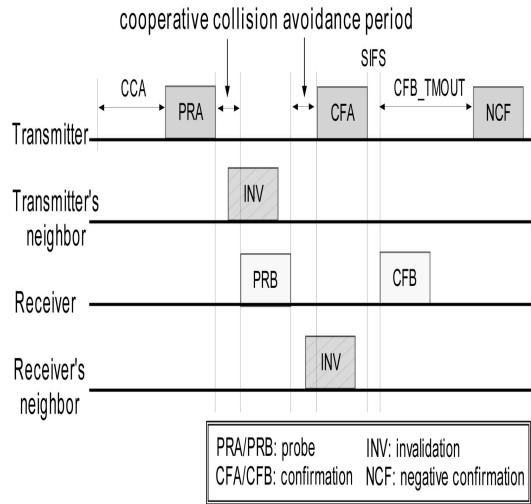 cooperative collision avoidance period
SIFS
CCA
CFB_TMOUT
PRA
CFA
NCF
Transmitter
Transmitter's
neighbor
INV
PRB
CFB
Receiver
Receiver's
neighbor
INV
PRA/PRB: probe INV: invalidation
CFA/CFB: confirmation NCF: negative confirmation